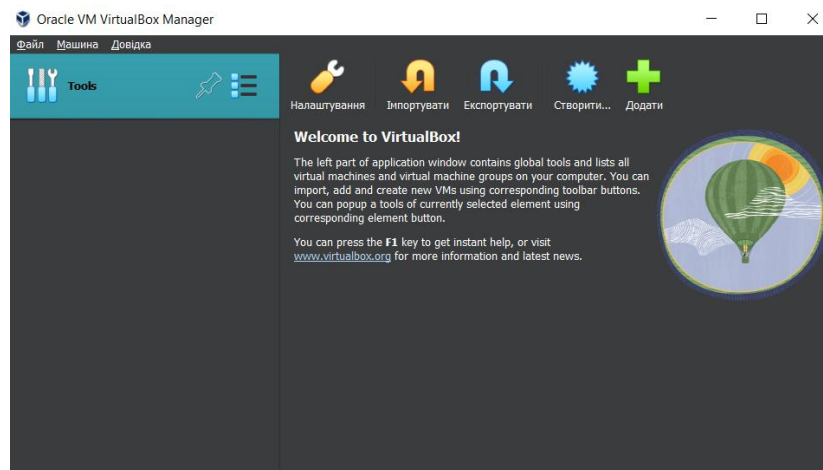 Oracle VM VirtualBox Manager
Файл Машина Довідка
Tools
Налаштування Імпортувати Експортувати Створити... Додати
Welcome to VirtualBox!
The left part of application window contains global tools and lists all
virtual machines and virtual machine groups on your computer. You can
import, add and create new VMs using corresponding toolbar buttons.
You can popup a tools of currently selected element using
corresponding element button.
You can press the F1 key to get instant help, or visit
www.virtualbox.org for more information and latest news.